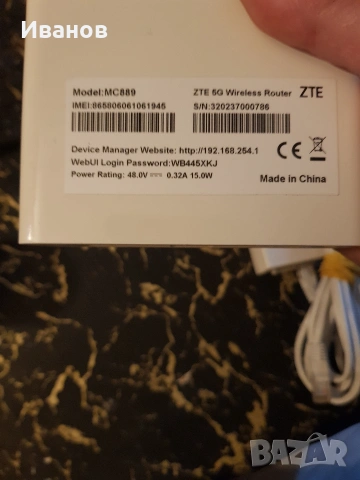 Иванов
Model:MC889
ZTE 5G Wireless Router ZTE
IMEI:865806061061945
S/N:320237000786
Device Manager Website: http://192.168.254.1
WebUI Login Password:WB445XKJ
Power Rating: 48.0V⎓ 0.32A 15.0W
CE
Made in China
BAZAR